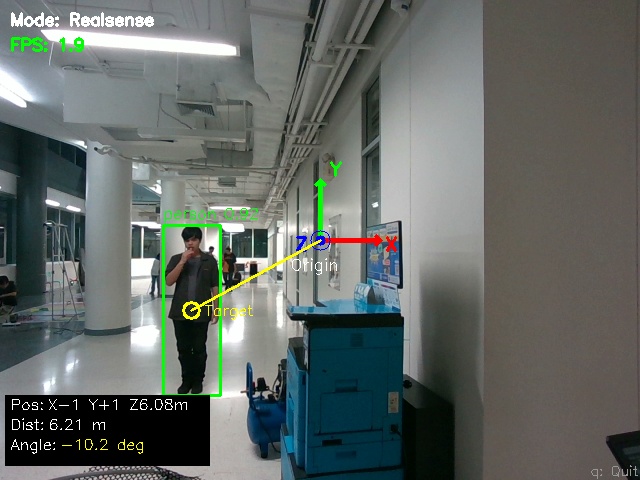 Mode: Realsense
FPS: 1.9
Y
person 0.92
Z
X
Origin
Target
Pos: X-1 Y+1 Z6.08m
Dist: 6.21 m
Angle: -10.2 deg
q: Quit